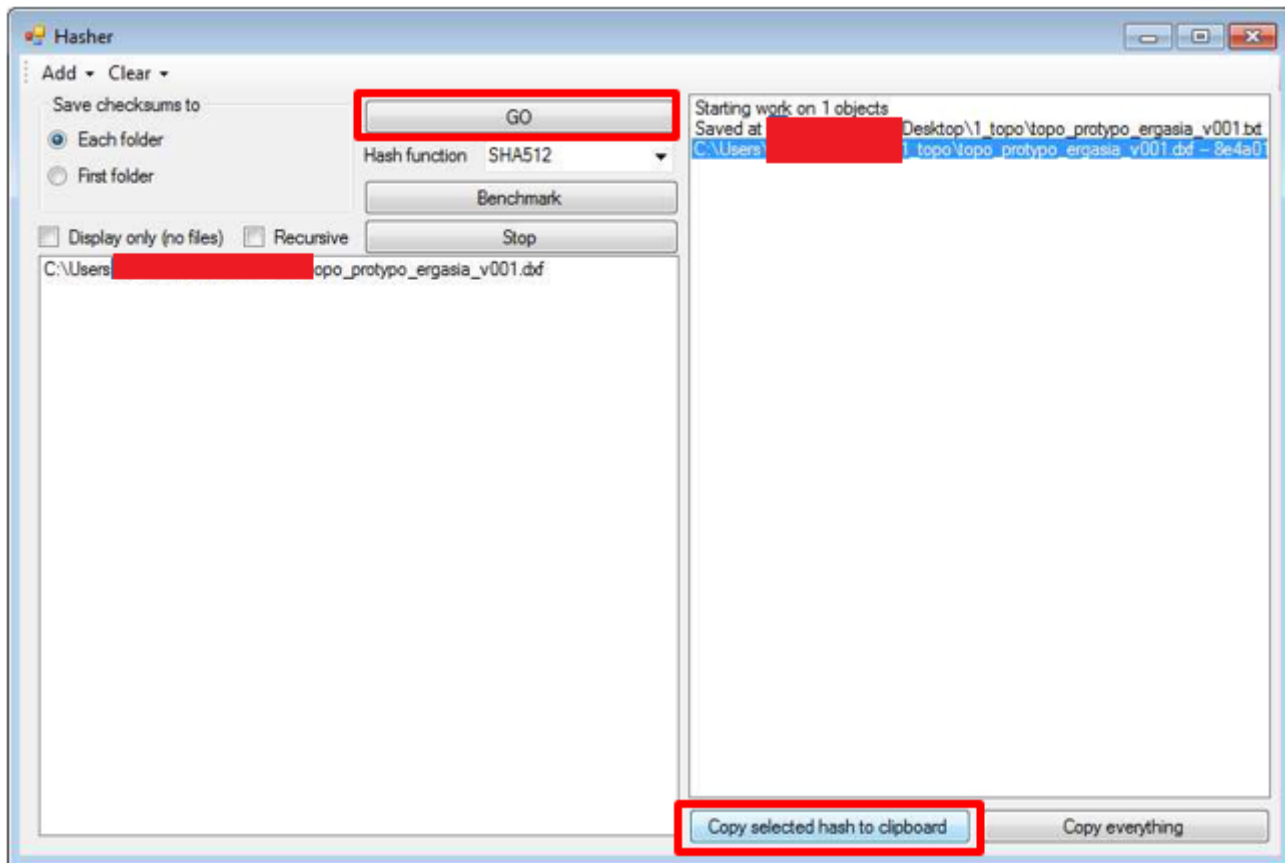 Hasher
Add Clear
Save checksums to
Each folder
First folder
GO
Hash function SHA512
Benchmark
Display only (no files) Recursive Stop
C:\Users opo_protypo_ergasia_v001.dxf
Starting work on 1 objects
Saved at Desktop\1_topo\topo_protypo_ergasia_v001.txt
C:\Users\ 1_topo\topo_protypo_ergasia_v001.dxf -- 8e4a01
Copy selected hash to clipboard Copy everything